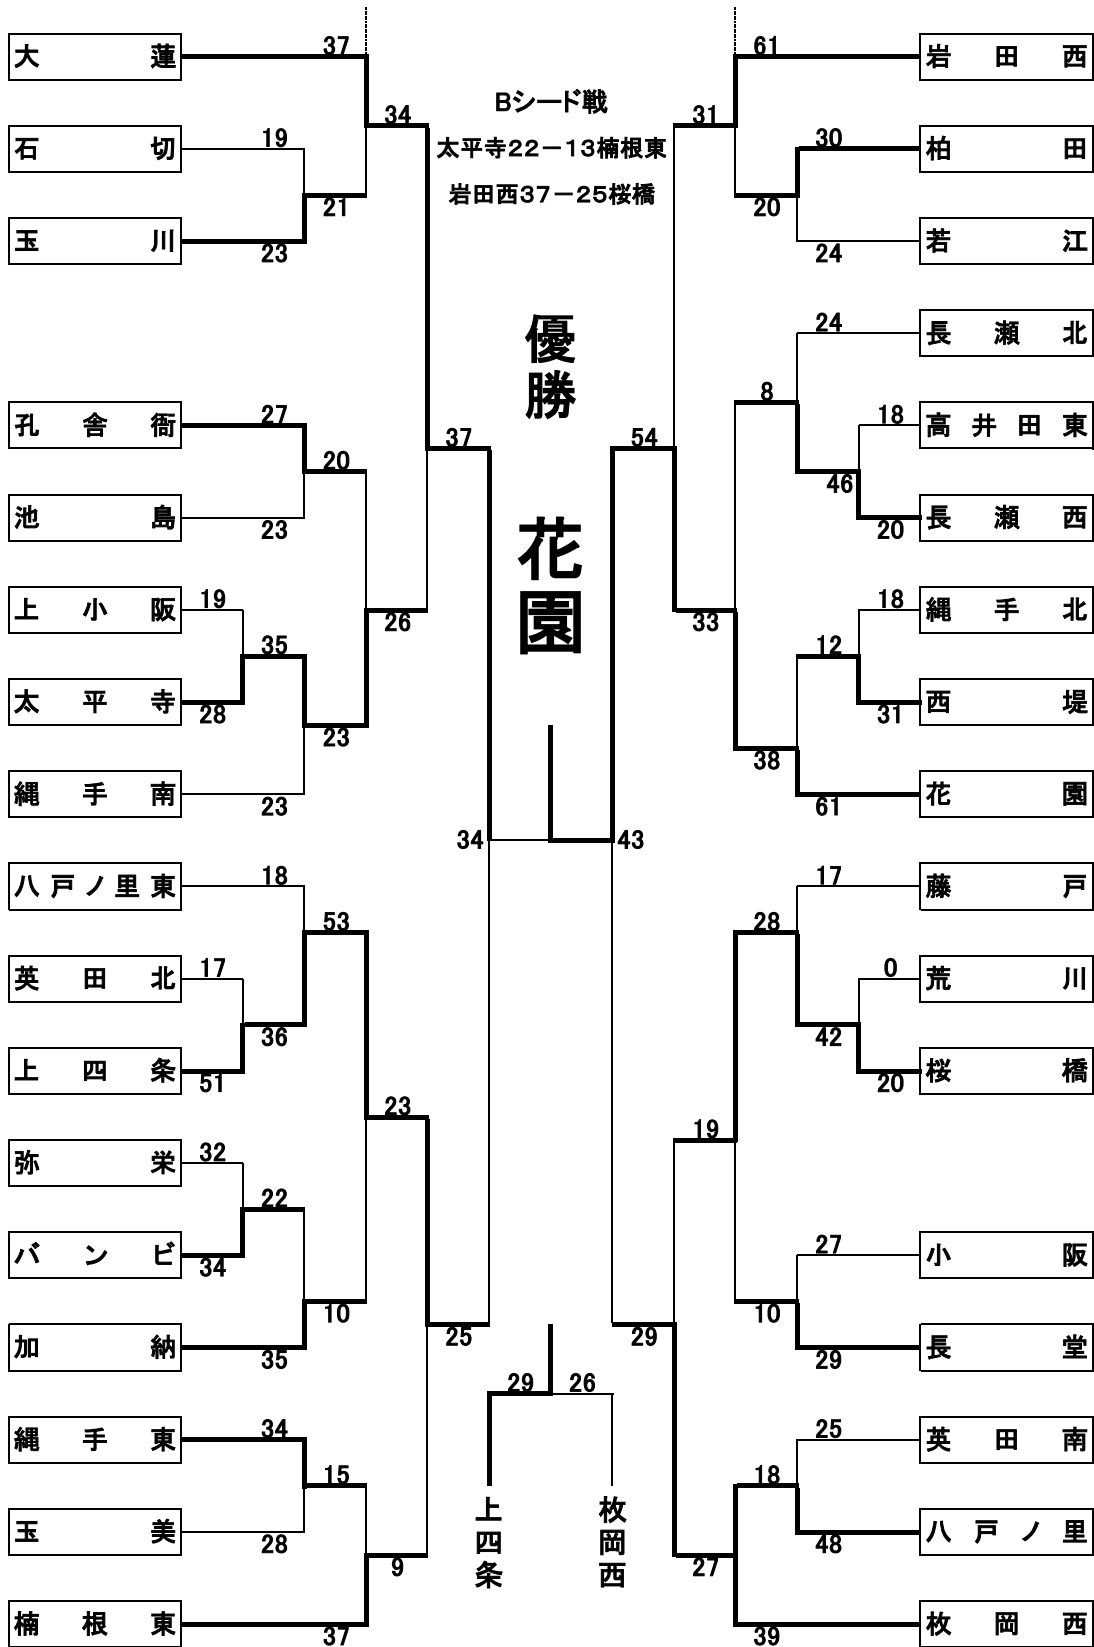 大蓮
37
石切
19
21
玉川
23
34
孔舎衙
27
20
池島
23
上小阪
19
35
太平寺
28
23
縄手南
23
26
37
八戸ノ里東
18
53
英田北
17
36
上四条
51
23
弥栄
32
22
バンビ
34
10
加納
35
25
縄手東
34
15
玉美
28
9
楠根東
37
Bシード戦
太平寺22－13楠根東
岩田西37－25桜橋
優勝
花園
34
43
29
26
上四条
枚岡西
61
岩田西
31
30
柏田
20
24
若江
54
24
長瀬北
8
18
高井田東
46
20
長瀬西
33
18
縄手北
12
31
西堤
38
61
花園
17
藤戸
28
0
荒川
42
20
桜橋
19
27
小阪
10
29
長堂
29
25
英田南
18
48
八戸ノ里
27
39
枚岡西